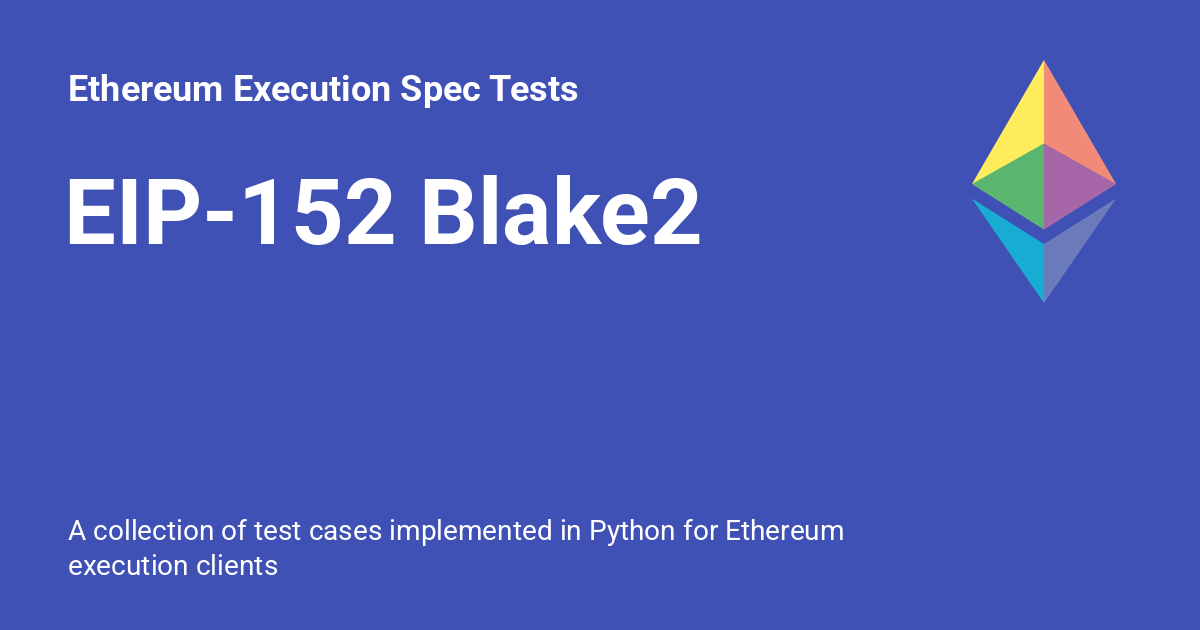 Ethereum Execution Spec Tests
EIP-152 Blake2
A collection of test cases implemented in Python for Ethereum
execution clients